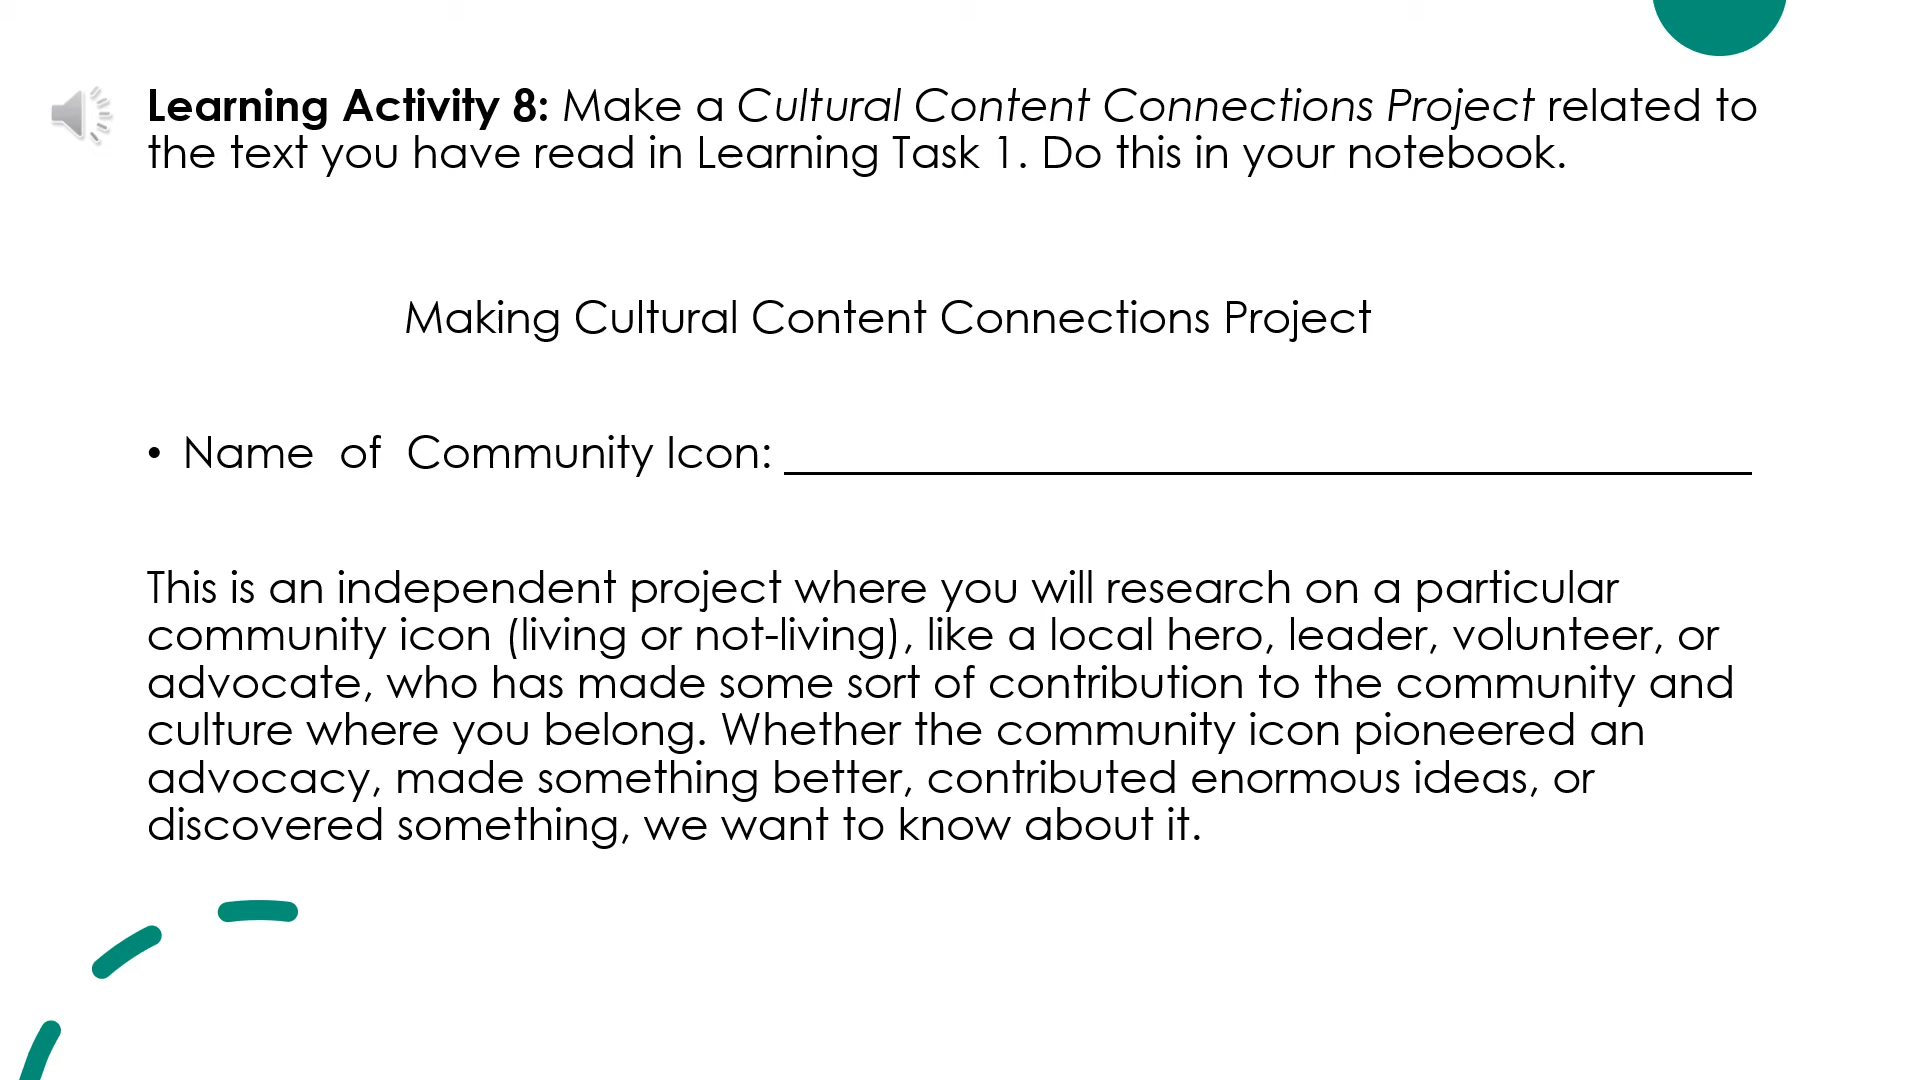 Learning Activity 8: Make a Cultural Content Connections Project related to
the text you have read in Learning Task 1. Do this in your notebook.
Making Cultural Content Connections Project
• Name of Community Icon: ________________________________________
This is an independent project where you will research on a particular
community icon (living or not-living), like a local hero, leader, volunteer, or
advocate, who has made some sort of contribution to the community and
culture where you belong. Whether the community icon pioneered an
advocacy, made something better, contributed enormous ideas, or
discovered something, we want to know about it.